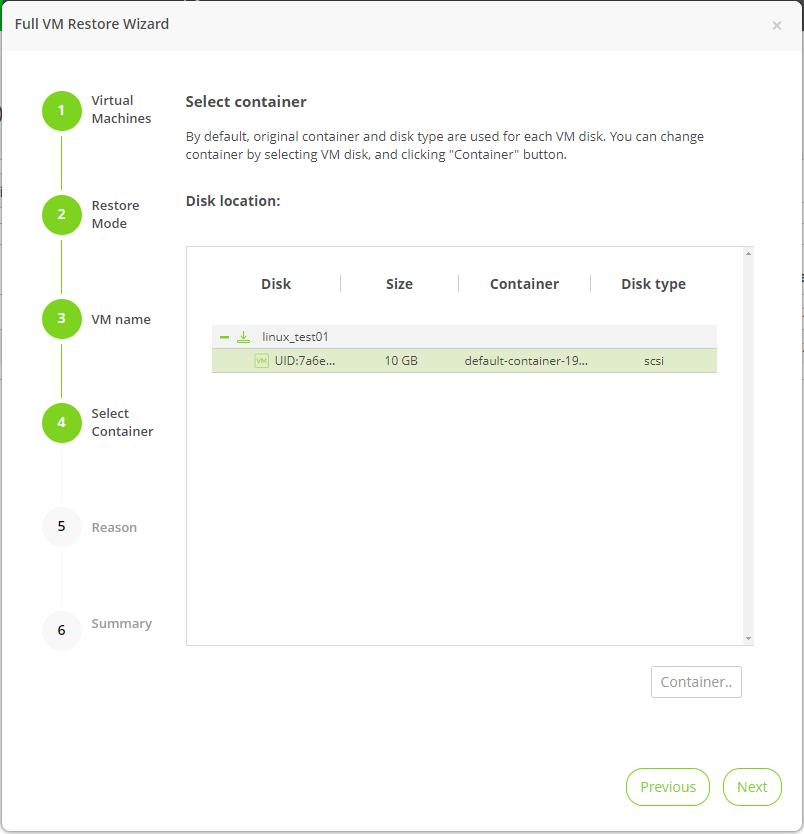 Full VM Restore Wizard
×
1
Virtual
Machines
2
Restore
Mode
3
VM name
4
Select
Container
5
Reason
6
Summary
Select container
By default, original container and disk type are used for each VM disk. You can change
container by selecting VM disk, and clicking "Container" button.
Disk location:
Disk Size Container Disk type
linux_test01
VM UID:7a6e... 10 GB default-container-19... scsi
Container..
Previous Next